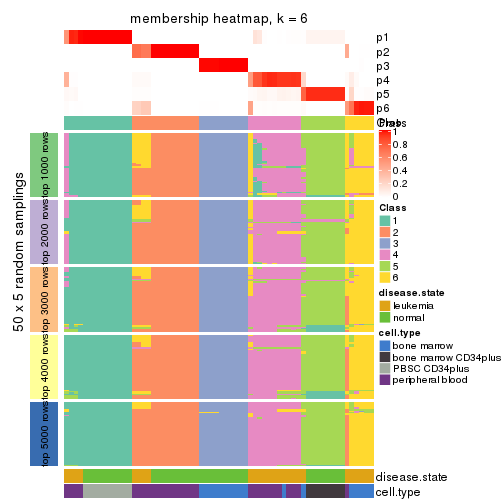 membership heatmap, k = 6
p1
p2
p3
p4
p5
p6
Class
Prob
1
0.8
0.6
0.4
0.2
0
Class
1
2
3
4
5
6
disease.state
leukemia
normal
cell.type
bone marrow
bone marrow CD34plus
PBSC CD34plus
peripheral blood
50 x 5 random samplings
top 1000 rows
top 2000 rows
top 3000 rows
top 4000 rows
top 5000 rows
disease.state
cell.type